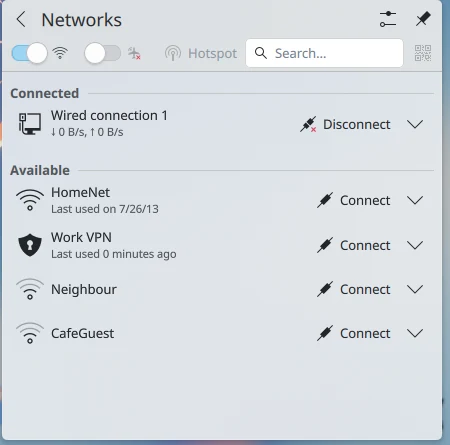 Networks
Hotspot
Search...
Connected
Wired connection 1
↓ 0 B/s, ↑ 0 B/s
Disconnect
Available
HomeNet
Last used on 7/26/13
Connect
Work VPN
Last used 0 minutes ago
Connect
Neighbour
Connect
CafeGuest
Connect